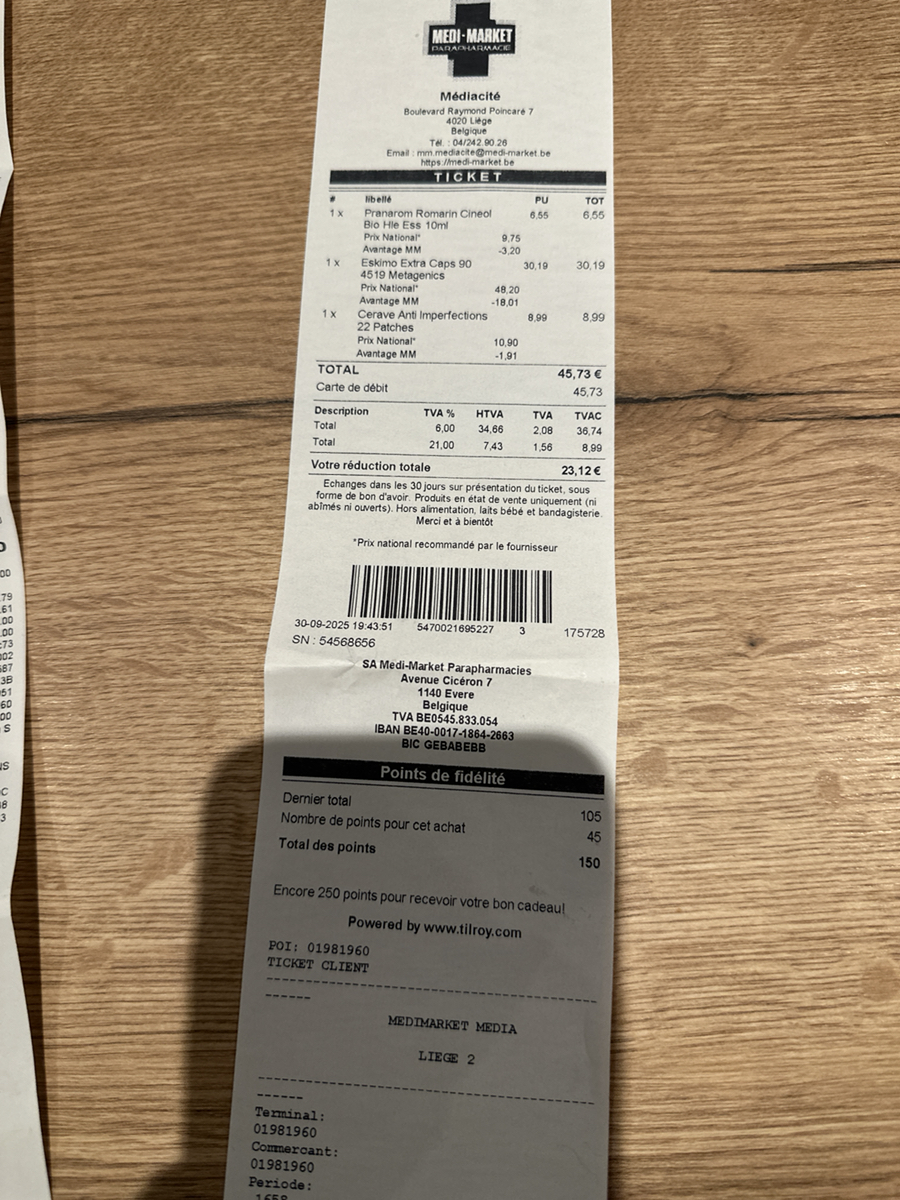 MEDI-MARKET
PARAPHARMACIE
Médiacité
Boulevard Raymond Poincaré 7
4020 Liège
Belgique
Tél. : 04/242.90.26
Email : mm.mediacite@medi-market.be
https://medi-market.be
TICKET
# libellé PU TOT
1 x Pranarom Romarin Cineol 6,55 6,55
Bio Hle Ess 10ml
Prix National* 9,75
Avantage MM -3,20
1 x Eskimo Extra Caps 90 30,19 30,19
4519 Metagenics
Prix National* 48,20
Avantage MM -18,01
1 x Cerave Anti Imperfections 8,99 8,99
22 Patches
Prix National* 10,90
Avantage MM -1,91
TOTAL 45,73 €
Carte de débit 45,73
Description TVA % HTVA TVA TVAC
Total 6,00 34,66 2,08 36,74
Total 21,00 7,43 1,56 8,99
Votre réduction totale 23,12 €
Echanges dans les 30 jours sur présentation du ticket, sous
forme de bon d'avoir. Produits en état de vente uniquement (ni
abîmés ni ouverts). Hors alimentation, laits bébé et bandagisterie.
Merci et à bientôt
*Prix national recommandé par le fournisseur
30-09-2025 19:43:51 5470021695227 3 175728
SN : 54568656
SA Medi-Market Parapharmacies
Avenue Cicéron 7
1140 Evere
Belgique
TVA BE0545.833.054
IBAN BE40-0017-1864-2663
BIC GEBABEBB
Points de fidélité
Dernier total 105
Nombre de points pour cet achat 45
Total des points 150
Encore 250 points pour recevoir votre bon cadeau!
Powered by www.tilroy.com
POI: 01981960
TICKET CLIENT
------
MEDIMARKET MEDIA
LIEGE 2
------
Terminal:
01981960
Commercant:
01981960
Periode: